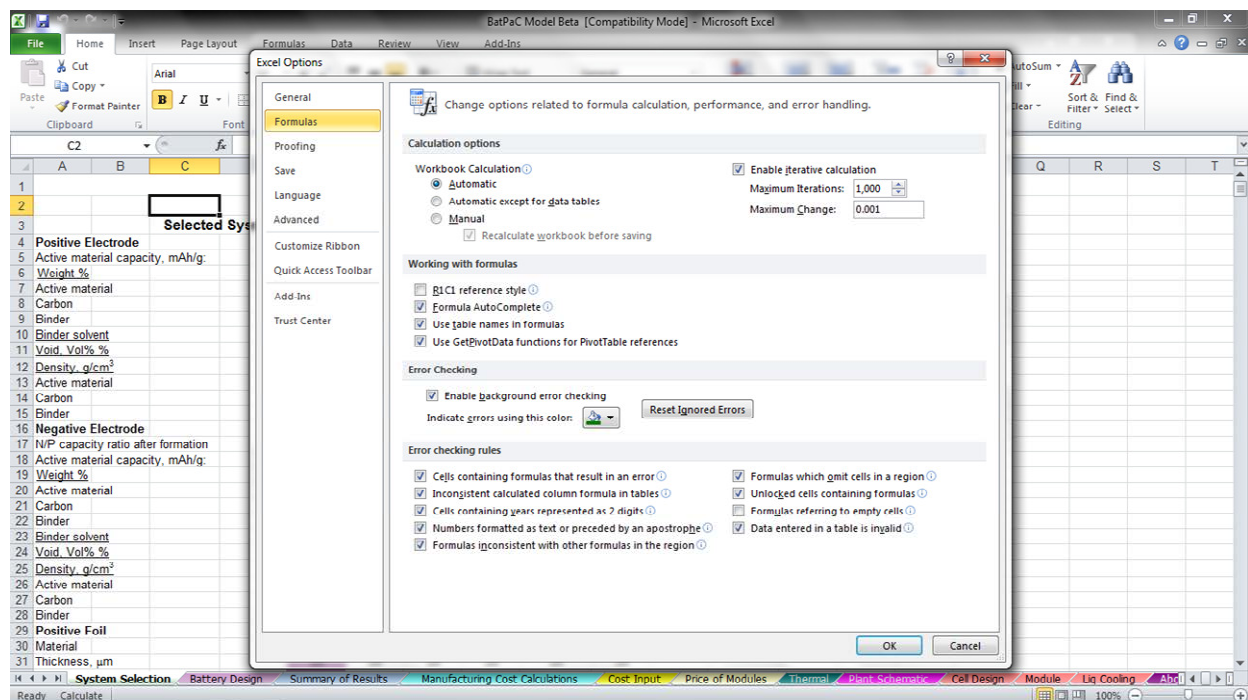 BatPaC Model Beta [Compatibility Mode] - Microsoft Excel
File Home Insert Page Layout Formulas Data Review View Add-Ins
Cut
Copy
Format Painter
Paste
Clipboard
Arial
B I U
Font
AutoSum
Clear
Sort & Filter
Find & Select
Editing
C2
fx
A B C Q R S T
1
2
3 Selected
4 Positive Electrode
5 Active material capacity, mAh/g:
6 Weight %
7 Active material
8 Carbon
9 Binder
10 Binder solvent
11 Void, Vol% %
12 Density, g/cm3
13 Active material
14 Carbon
15 Binder
16 Negative Electrode
17 N/P capacity ratio after formation
18 Active material capacity, mAh/g:
19 Weight %
20 Active material
21 Carbon
22 Binder
23 Binder solvent
24 Void, Vol% %
25 Density, g/cm3
26 Active material
27 Carbon
28 Binder
29 Positive Foil
30 Material
31 Thickness, μm
Excel Options
General
Formulas
Proofing
Save
Language
Advanced
Customize Ribbon
Quick Access Toolbar
Add-Ins
Trust Center
Change options related to formula calculation, performance, and error handling.
Calculation options
Workbook Calculation
Automatic
Automatic except for data tables
Manual
Recalculate workbook before saving
Enable iterative calculation
Maximum Iterations: 1,000
Maximum Change: 0.001
Working with formulas
R1C1 reference style
Formula AutoComplete
Use table names in formulas
Use GetPivotData functions for PivotTable references
Error Checking
Enable background error checking
Indicate errors using this color:
Reset Ignored Errors
Error checking rules
Cells containing formulas that result in an error
Inconsistent calculated column formula in tables
Cells containing years represented as 2 digits
Numbers formatted as text or preceded by an apostrophe
Formulas inconsistent with other formulas in the region
Formulas which omit cells in a region
Unlocked cells containing formulas
Formulas referring to empty cells
Data entered in a table is invalid
OK Cancel
System Selection Battery Design Summary of Results Manufacturing Cost Calculations Cost Input Price of Modules Thermal Plant Schematic Cell Design Module Liq Cooling
Ready Calculate 100%